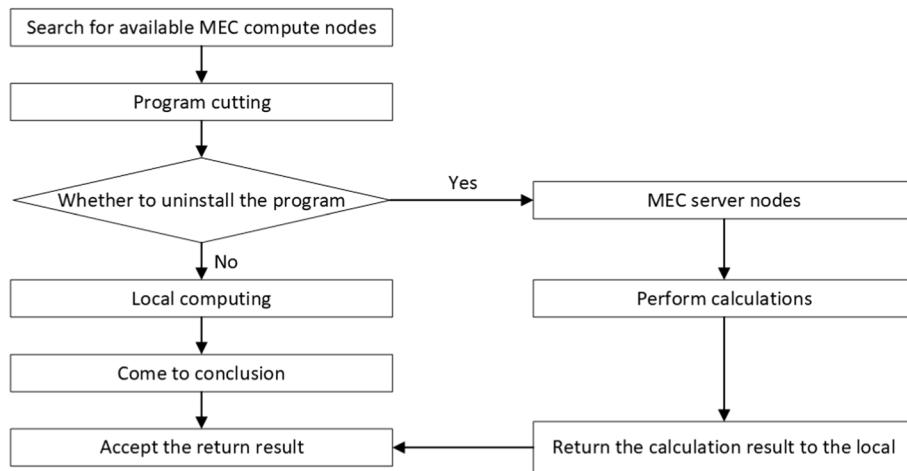 Search for available MEC compute nodes
Program cutting
Whether to uninstall the program
Yes
MEC server nodes
No
Local computing
Perform calculations
Come to conclusion
Accept the return result
Return the calculation result to the local